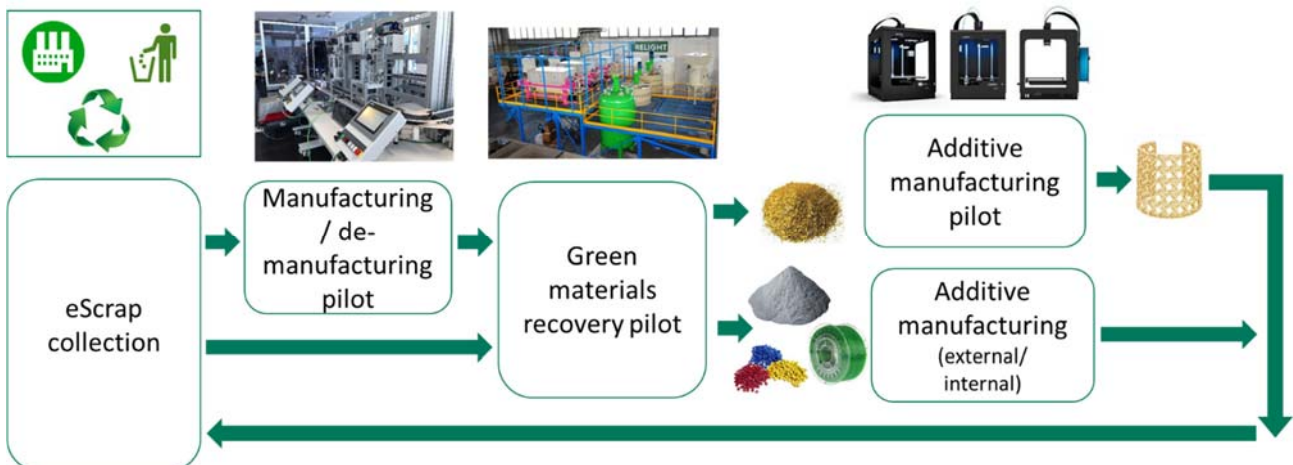 RELIGHT
eScrap
collection
Manufacturing
/ de-
manufacturing
pilot
Green
materials
recovery pilot
Additive
manufacturing
pilot
Additive
manufacturing
(external/
internal)